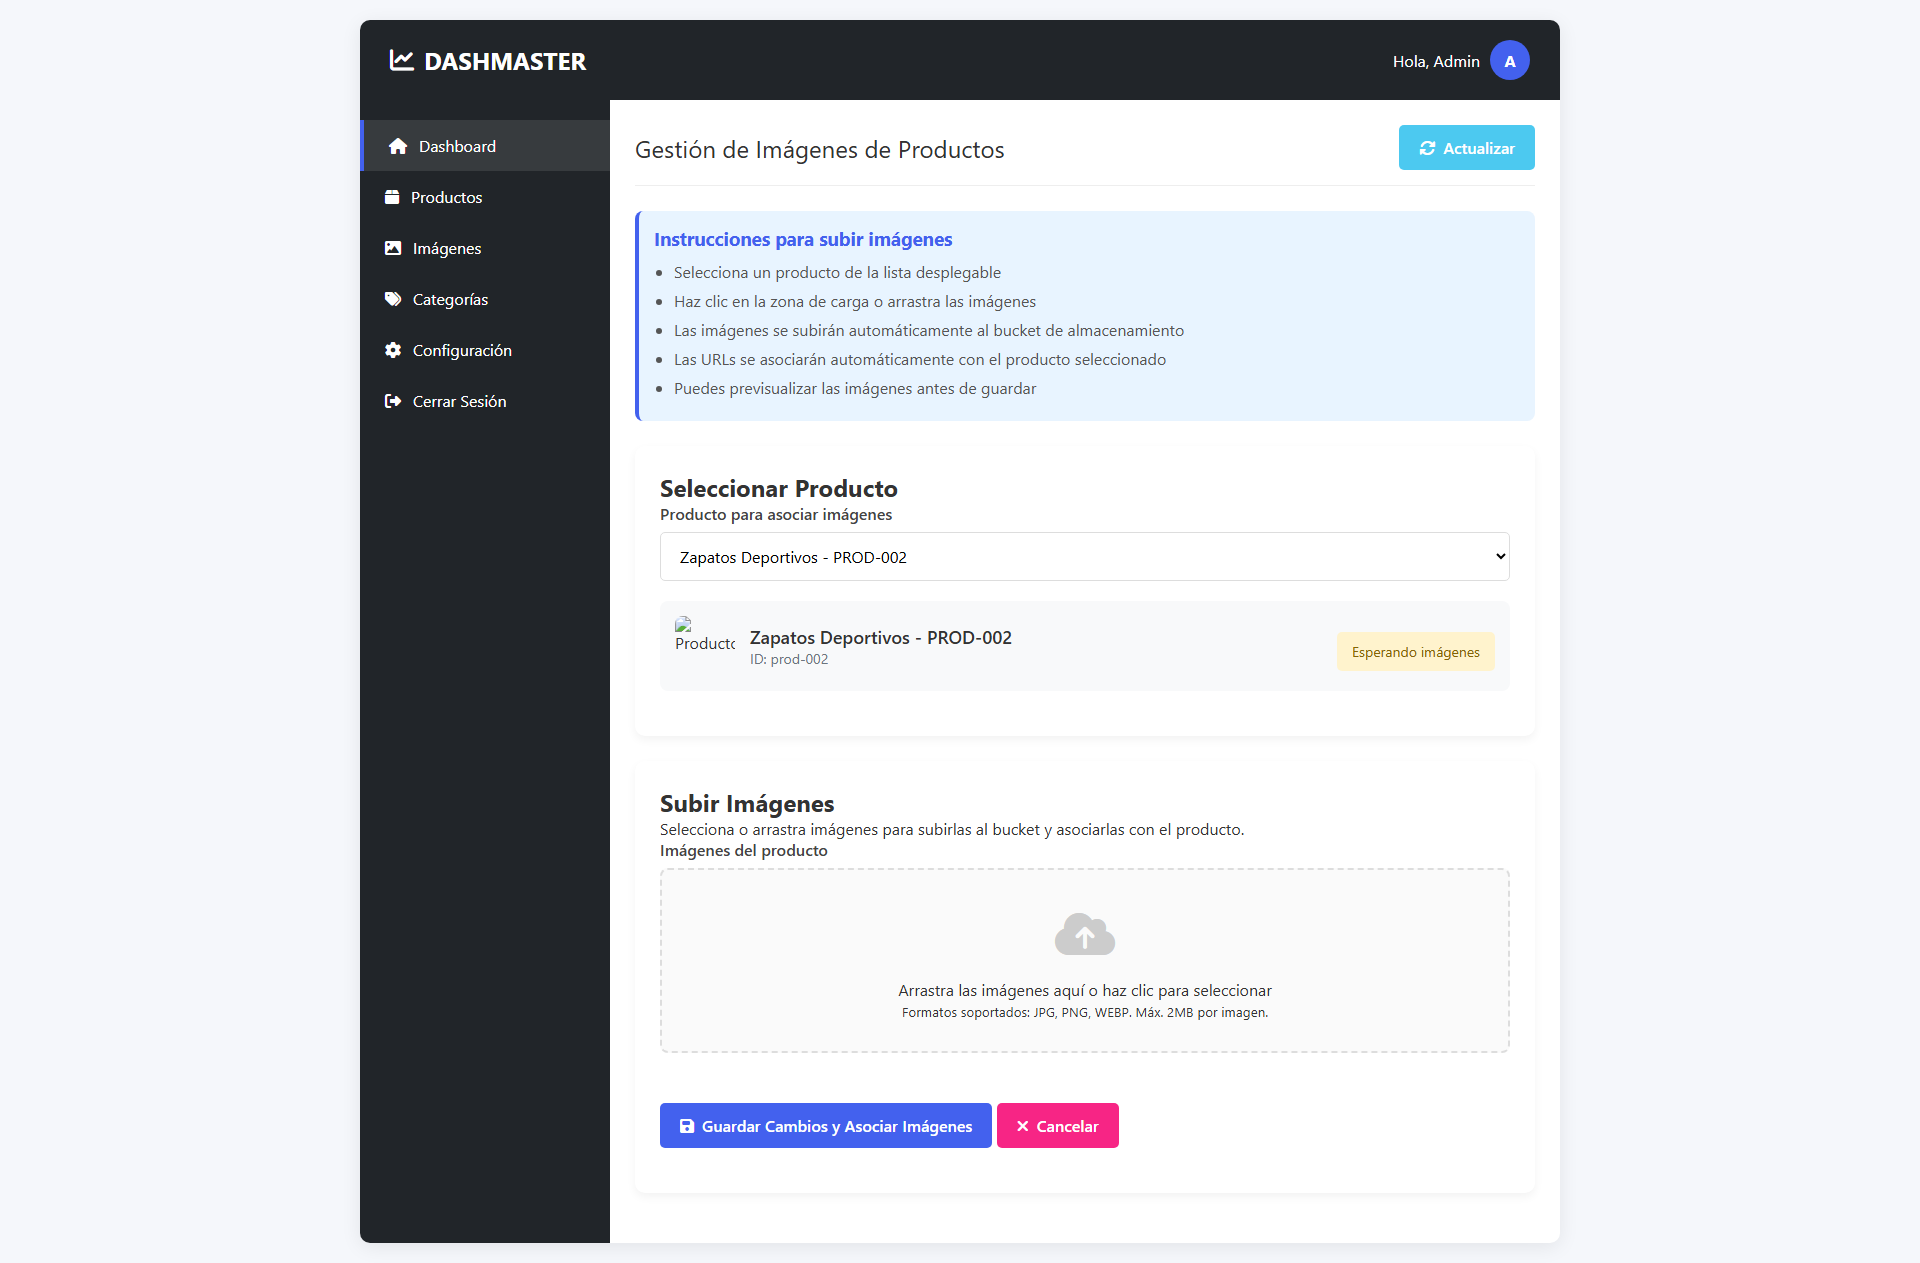 DASHMASTER
Hola, Admin
A
Dashboard
Productos
Imágenes
Categorías
Configuración
Cerrar Sesión
Gestión de Imágenes de Productos
Actualizar
Instrucciones para subir imágenes
Selecciona un producto de la lista desplegable
Haz clic en la zona de carga o arrastra las imágenes
Las imágenes se subirán automáticamente al bucket de almacenamiento
Las URLs se asociarán automáticamente con el producto seleccionado
Puedes previsualizar las imágenes antes de guardar
Seleccionar Producto
Producto para asociar imágenes
Zapatos Deportivos - PROD-002
Producto
Zapatos Deportivos - PROD-002
ID: prod-002
Esperando imágenes
Subir Imágenes
Selecciona o arrastra imágenes para subirlas al bucket y asociarlas con el producto.
Imágenes del producto
Arrastra las imágenes aquí o haz clic para seleccionar
Formatos soportados: JPG, PNG, WEBP. Máx. 2MB por imagen.
Guardar Cambios y Asociar Imágenes
Cancelar